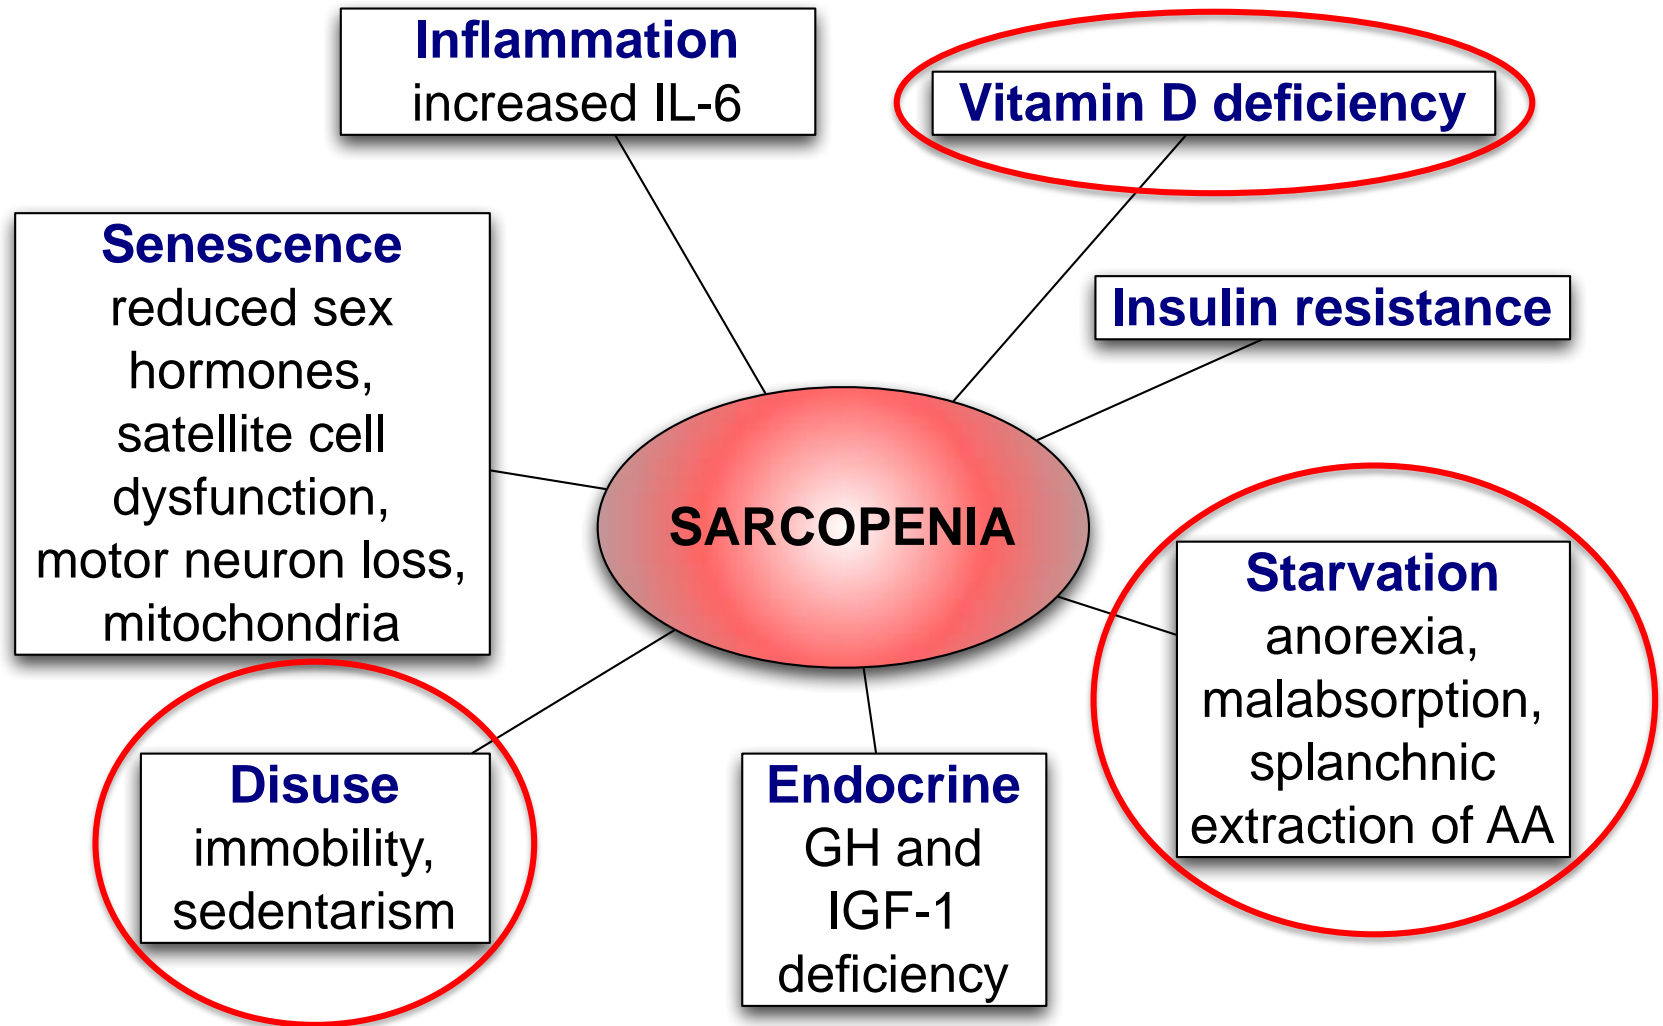 Inflammation
increased IL-6
Vitamin D deficiency
Senescence
reduced sex
hormones,
satellite cell
dysfunction,
motor neuron loss,
mitochondria
Insulin resistance
SARCOPENIA
Starvation
anorexia,
malabsorption,
splanchnic
extraction of AA
Disuse
immobility,
sedentarism
Endocrine
GH and
IGF-1
deficiency